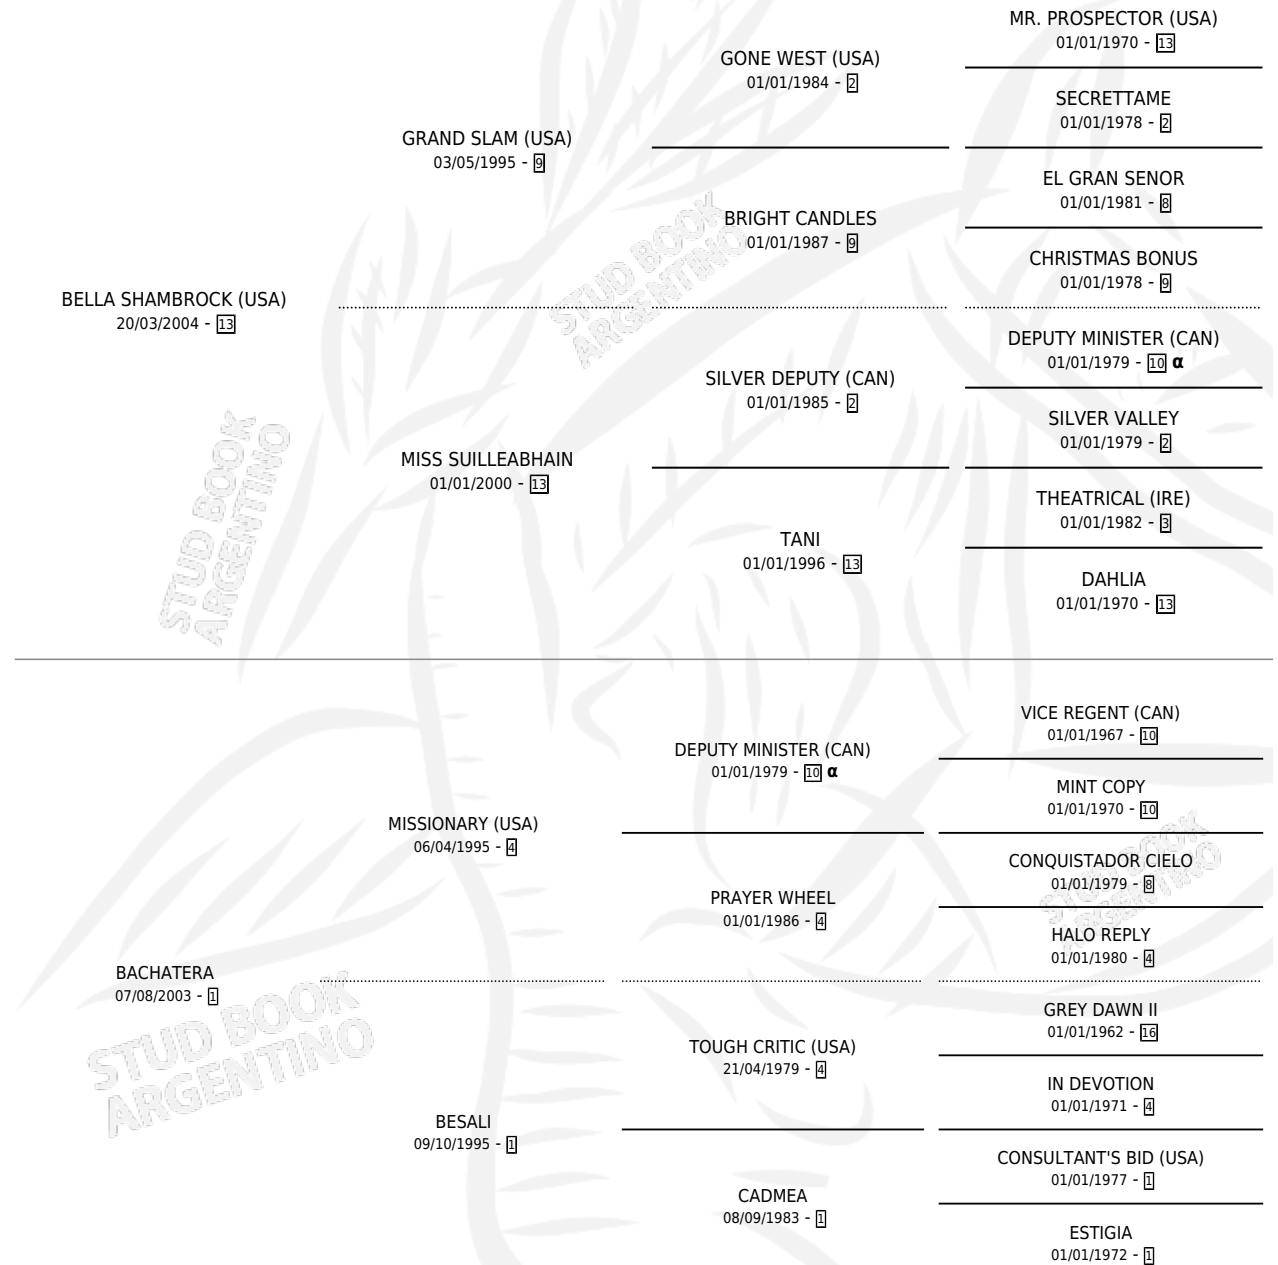 MR. PROSPECTOR (USA)
01/01/1970 - 13
GONE WEST (USA)
01/01/1984 - 2
SECRETTAME
01/01/1978 - 2
GRAND SLAM (USA)
03/05/1995 - 9
EL GRAN SENOR
01/01/1981 - 8
BRIGHT CANDLES
01/01/1987 - 9
CHRISTMAS BONUS
01/01/1978 - 9
BELLA SHAMBROCK (USA)
20/03/2004 - 13
DEPUTY MINISTER (CAN)
01/01/1979 - 10 α
SILVER DEPUTY (CAN)
01/01/1985 - 2
SILVER VALLEY
01/01/1979 - 2
MISS SUILLEABHAIN
01/01/2000 - 13
THEATRICAL (IRE)
01/01/1982 - 3
TANI
01/01/1996 - 13
DAHLIA
01/01/1970 - 13
VICE REGENT (CAN)
01/01/1967 - 10
DEPUTY MINISTER (CAN)
01/01/1979 - 10 α
MINT COPY
01/01/1970 - 10
MISSIONARY (USA)
06/04/1995 - 4
CONQUISTADOR CIELO
01/01/1979 - 8
PRAYER WHEEL
01/01/1986 - 4
HALO REPLY
01/01/1980 - 4
BACHATERA
07/08/2003 - 1
GREY DAWN II
01/01/1962 - 16
TOUGH CRITIC (USA)
21/04/1979 - 4
IN DEVOTION
01/01/1971 - 4
BESALI
09/10/1995 - 1
CONSULTANT'S BID (USA)
01/01/1977 - 1
CADMEA
08/09/1983 - 1
ESTIGIA
01/01/1972 - 1
STUD BOOK
ARGENTINO
STUD BOOK
ARGENTINO
STUD BOOK
ARGENTINO
STUD BOOK
ARGENTINO